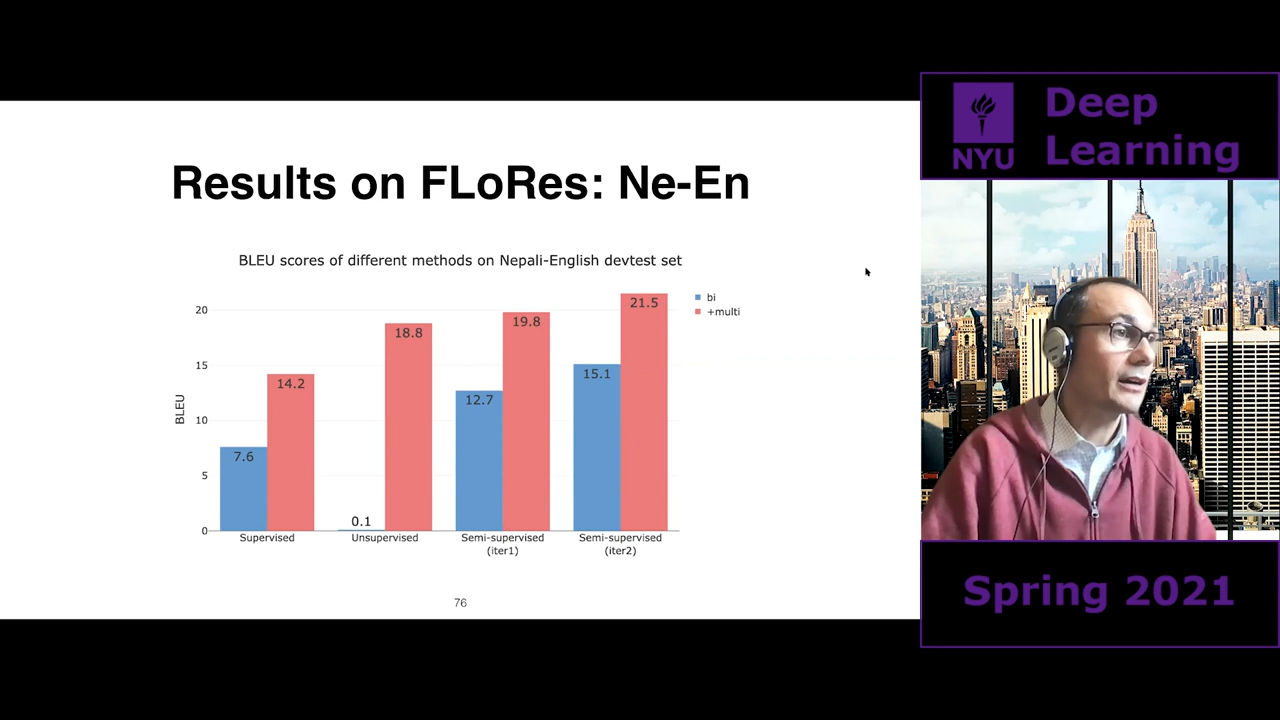 Results on FLoRes: Ne-En
BLEU scores of different methods on Nepali-English devtest set
bi
+multi
BLEU
20
15
10
5
0
7.6
14.2
0.1
18.8
12.7
19.8
15.1
21.5
Supervised
Unsupervised
Semi-supervised
(iter1)
Semi-supervised
(iter2)
76
NYU
Deep
Learning
Spring 2021